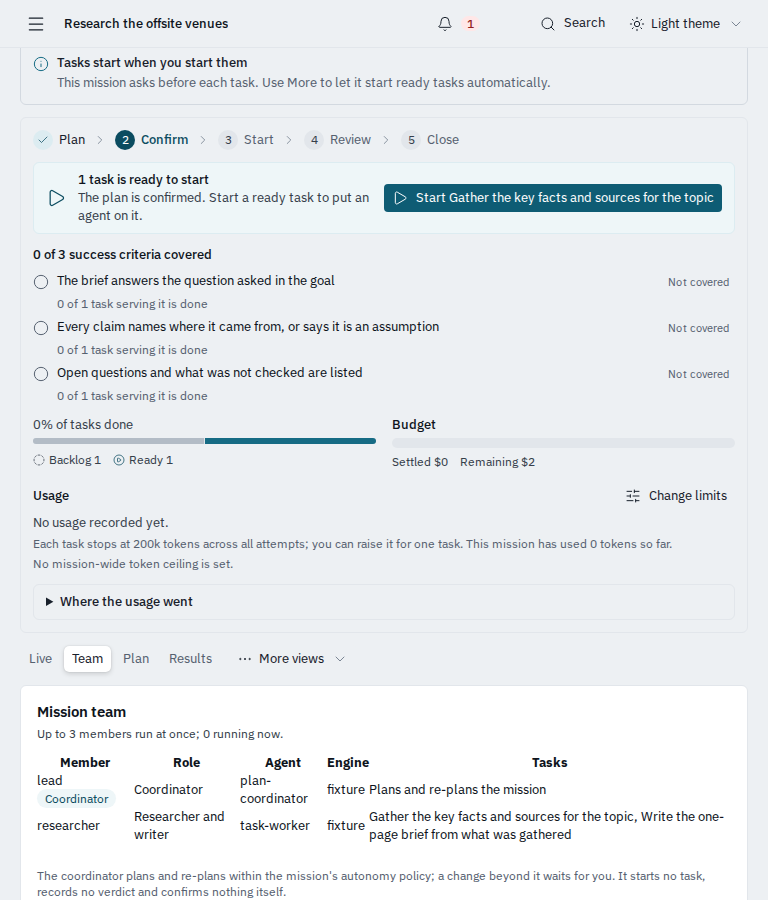 Research the offsite venues
1
Search
Light theme
Tasks start when you start them
This mission asks before each task. Use More to let it start ready tasks automatically.
Plan
2 Confirm
3 Start
4 Review
5 Close
1 task is ready to start
The plan is confirmed. Start a ready task to put an
agent on it.
Start Gather the key facts and sources for the topic
0 of 3 success criteria covered
The brief answers the question asked in the goal
Not covered
0 of 1 task serving it is done
Every claim names where it came from, or says it is an assumption
Not covered
0 of 1 task serving it is done
Open questions and what was not checked are listed
Not covered
0 of 1 task serving it is done
0% of tasks done
Backlog 1
Ready 1
Budget
Settled $0
Remaining $2
Usage
Change limits
No usage recorded yet.
Each task stops at 200k tokens across all attempts; you can raise it for one task. This mission has used 0 tokens so far.
No mission-wide token ceiling is set.
Where the usage went
Live
Team
Plan
Results
More views
Mission team
Up to 3 members run at once; 0 running now.
Member Role Agent Engine Tasks
lead
Coordinator
Coordinator
plan-
coordinator
fixture
Plans and re-plans the mission
researcher
Researcher and
writer
task-worker
fixture
Gather the key facts and sources for the topic, Write the one-
page brief from what was gathered
The coordinator plans and re-plans within the mission's autonomy policy; a change beyond it waits for you. It starts no task,
records no verdict and confirms nothing itself.